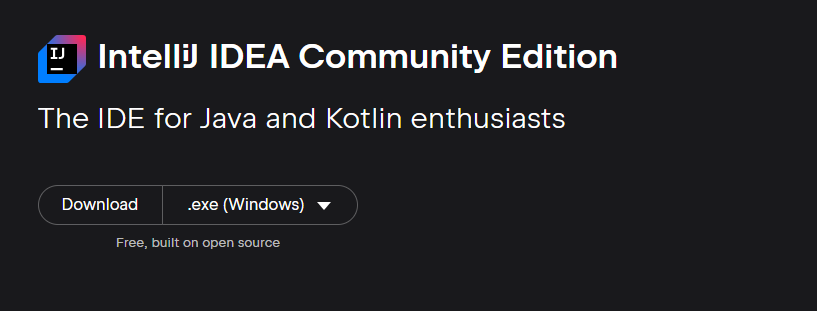 IJ
IntelliJ IDEA Community Edition
The IDE for Java and Kotlin enthusiasts
Download .exe (Windows)
Free, built on open source